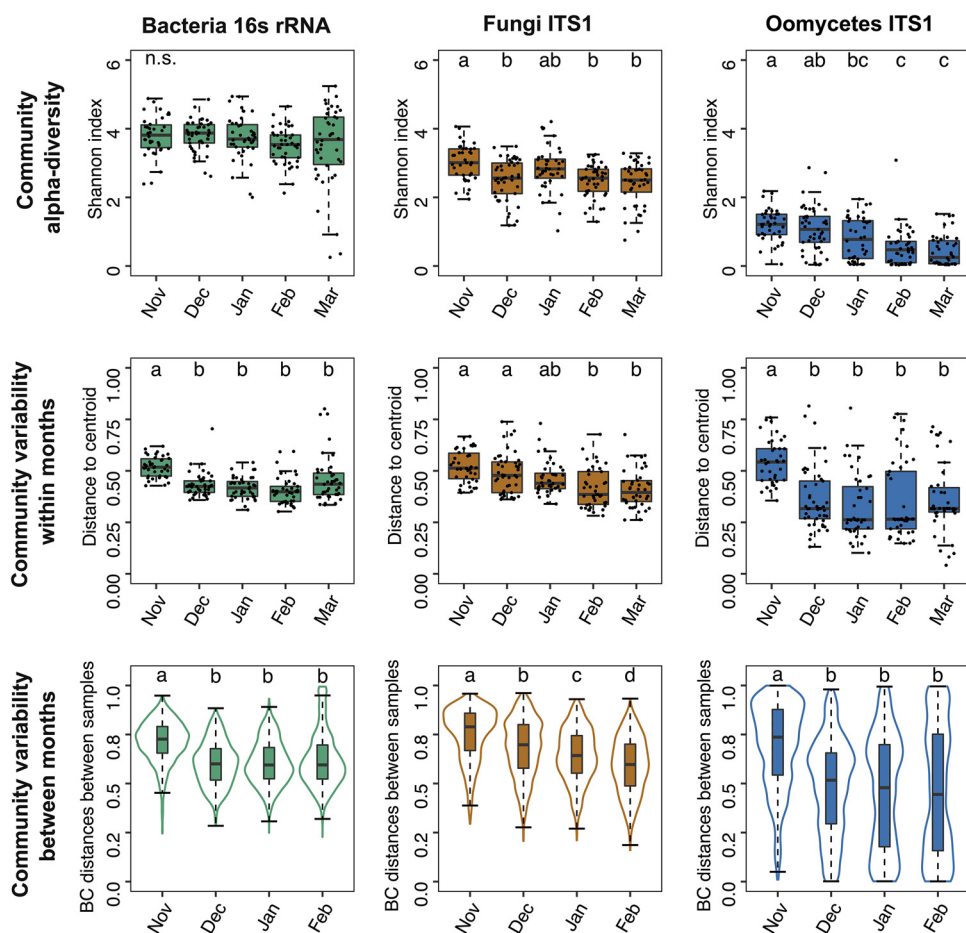 Bacteria 16s rRNA
Fungi ITS1
Oomycetes ITS1
Community
alpha-diversity
Shannon index
6
4
2
0
n.s.
Nov
Dec
Jan
Feb
Mar
Shannon index
6
4
2
0
a b ab b b
Nov
Dec
Jan
Feb
Mar
Shannon index
6
4
2
0
a ab bc c c
Nov
Dec
Jan
Feb
Mar
Community variability
within months
Distance to centroid
1.00
0.75
0.50
0.25
0.00
a b b b b
Nov
Dec
Jan
Feb
Mar
Distance to centroid
1.00
0.75
0.50
0.25
0.00
a a ab b b
Nov
Dec
Jan
Feb
Mar
Distance to centroid
1.00
0.75
0.50
0.25
0.00
a b b b b
Nov
Dec
Jan
Feb
Mar
Community variability
between months
BC distances between samples
1.0
0.8
0.5
0.2
0.0
a b b b
Nov
Dec
Jan
Feb
BC distances between samples
1.0
0.8
0.5
0.2
0.0
a b c d
Nov
Dec
Jan
Feb
BC distances between samples
1.0
0.8
0.5
0.2
0.0
a b b b
Nov
Dec
Jan
Feb